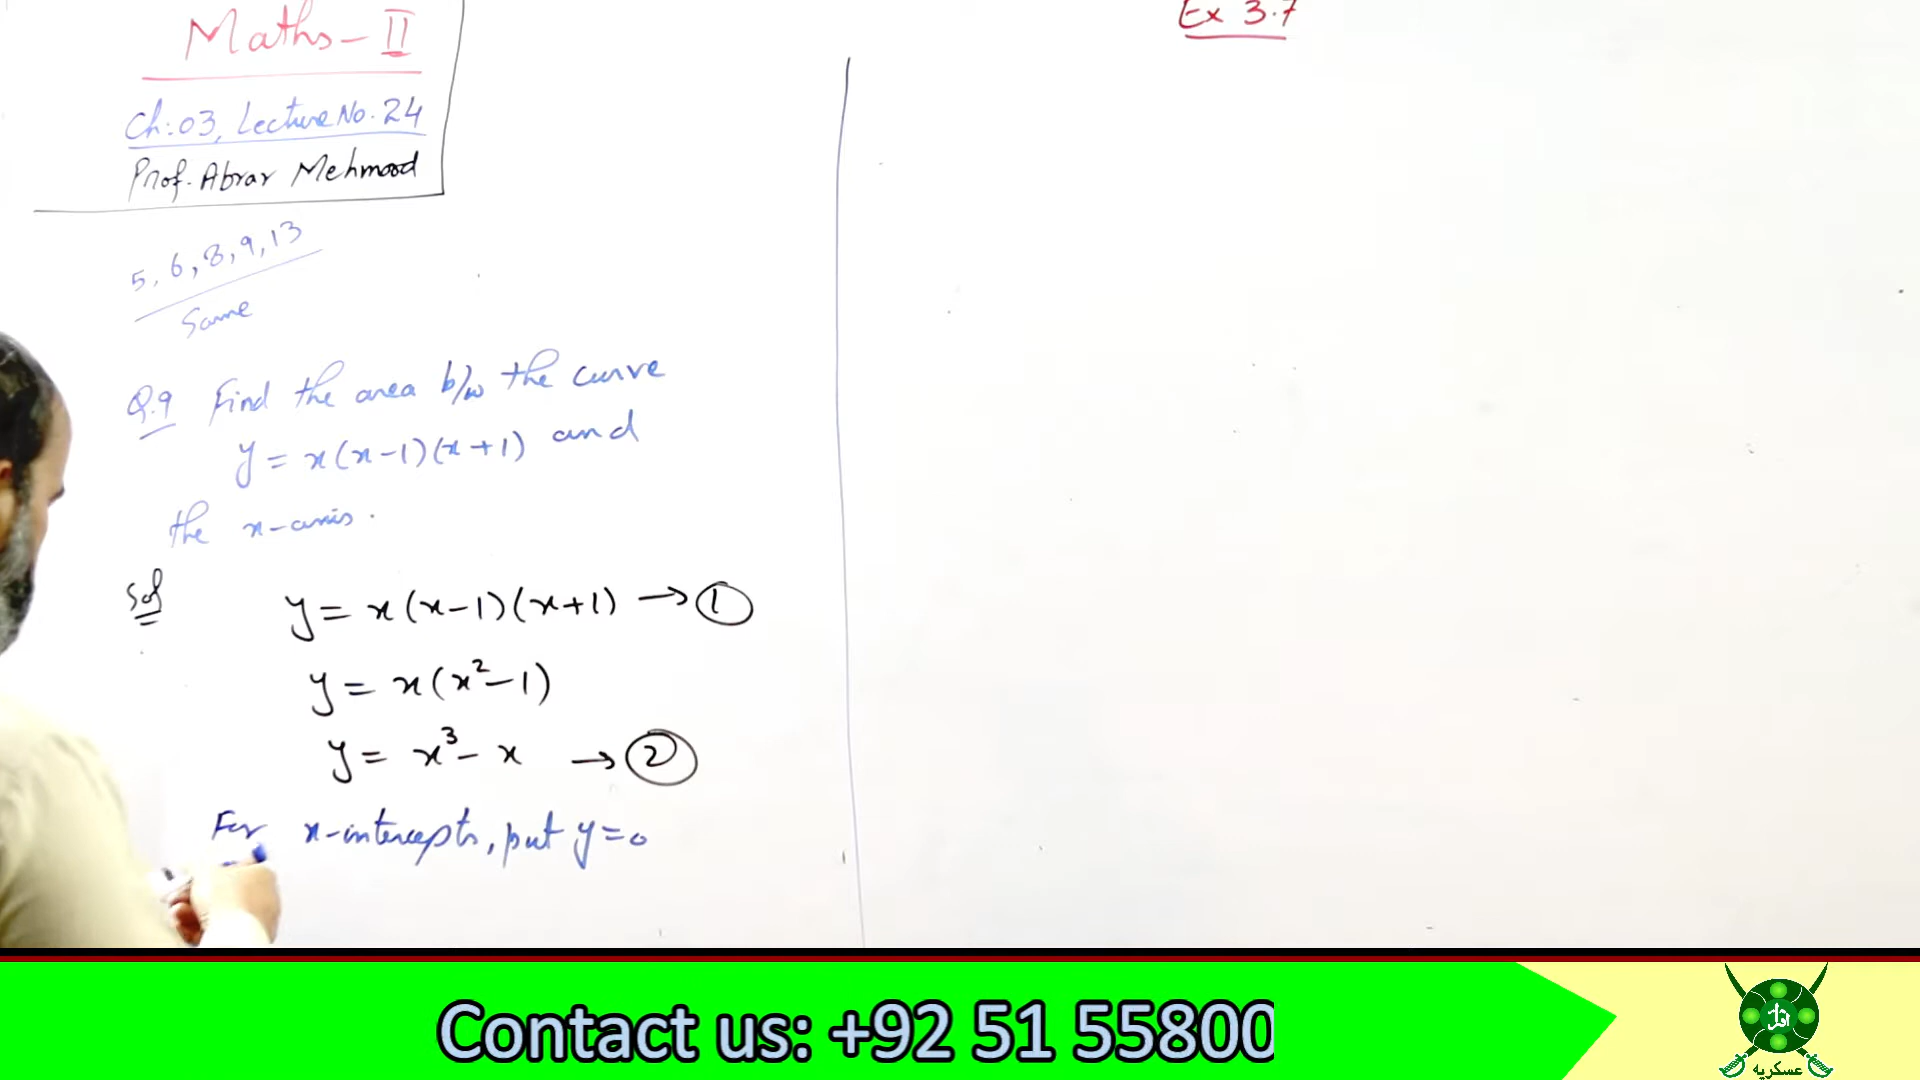 Maths-II
Ch:03, Lecture No. 24
Prof. Abrar Mehmood
5, 6, 8, 9, 13
Same
Q.9 Find the area b/w the curve
y = x(x-1)(x+1) and
the x-axis.
Sol
y = x(x-1)(x+1) → ①
y = x(x²-1)
y = x³- x → ②
For x-intercepts, put y=0
Ex 3.7
Contact us: +92 51 55800
عسکریہ